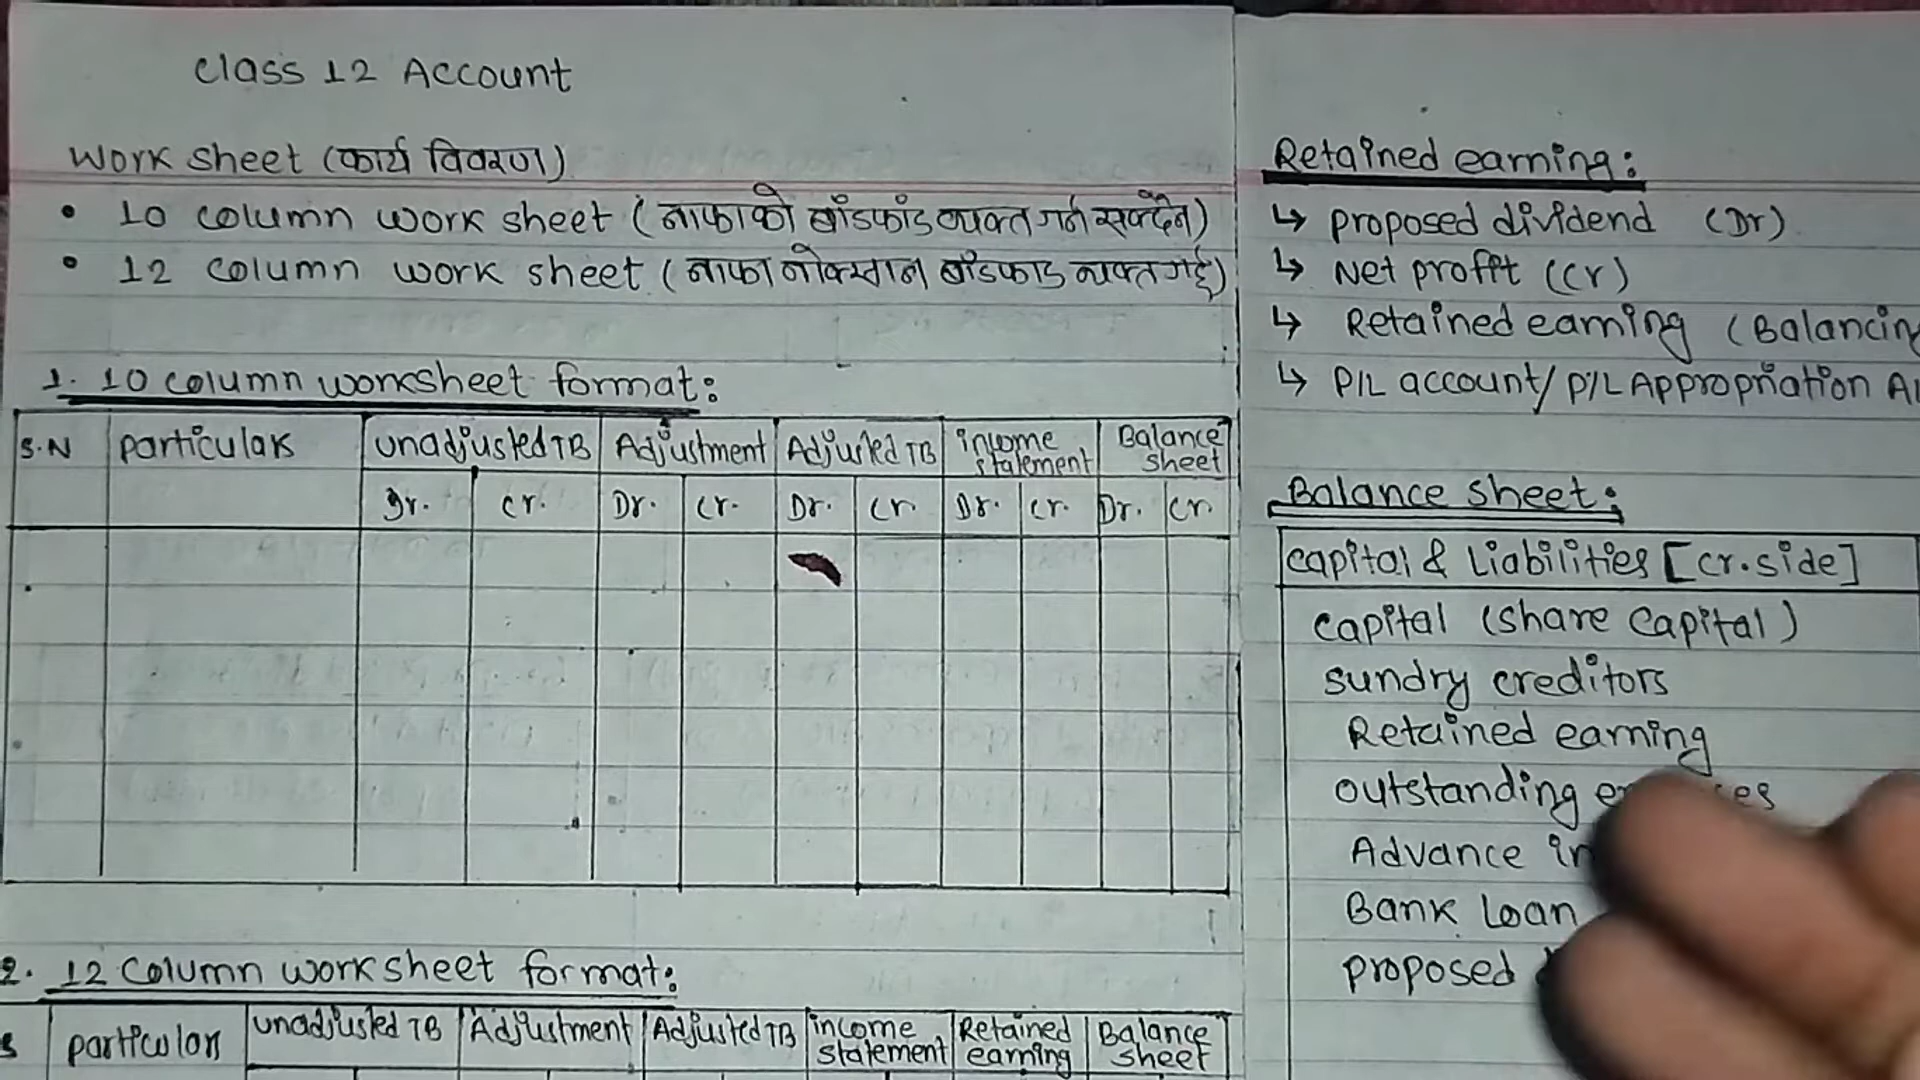 Class 12 Account
Work sheet (कार्य विवरण)
• 10 column work sheet (नाफाको बाँडफाँड व्यक्त गर्न सक्दैन)
• 12 column work sheet (नाफा नोक्सान बाँडफाड व्यक्त गर्छ)
1. 10 column worksheet format:
S.N particulars unadjusted TB Adjustment Adjusted TB income statement Balance sheet
Dr. cr. Dr. cr. Dr. cr. Dr. cr. Dr. cr.
2. 12 column worksheet format:
s particulars unadjusted TB Adjustment Adjusted TB income statement Retained earning Balance sheet
Retained earning:
↳ proposed dividend (Dr)
↳ Net profit (cr)
↳ Retained earning (Balancing
↳ P/L account/ P/L Appropriation
Balance sheet:
capital & Liabilities [cr.side]
capital (share capital)
sundry creditors
Retained earning
outstanding
Advance
Bank Loan
proposed